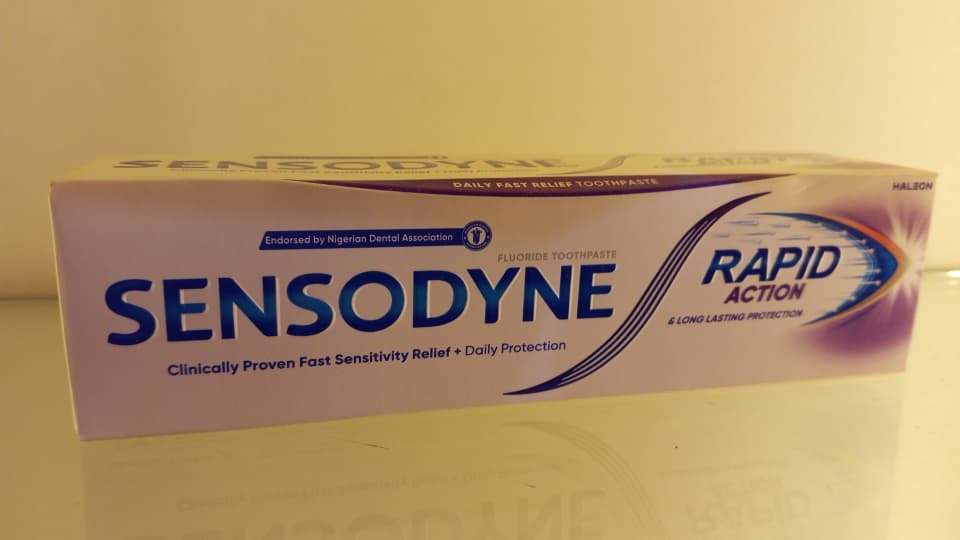 SENSODYNE
DAILY FAST RELIEF TOOTHPASTE
HALEON
Endorsed by Nigerian Dental Association
FLUORIDE TOOTHPASTE
SENSODYNE
Clinically Proven Fast Sensitivity Relief + Daily Protection
RAPID
ACTION
& LONG LASTING PROTECTION